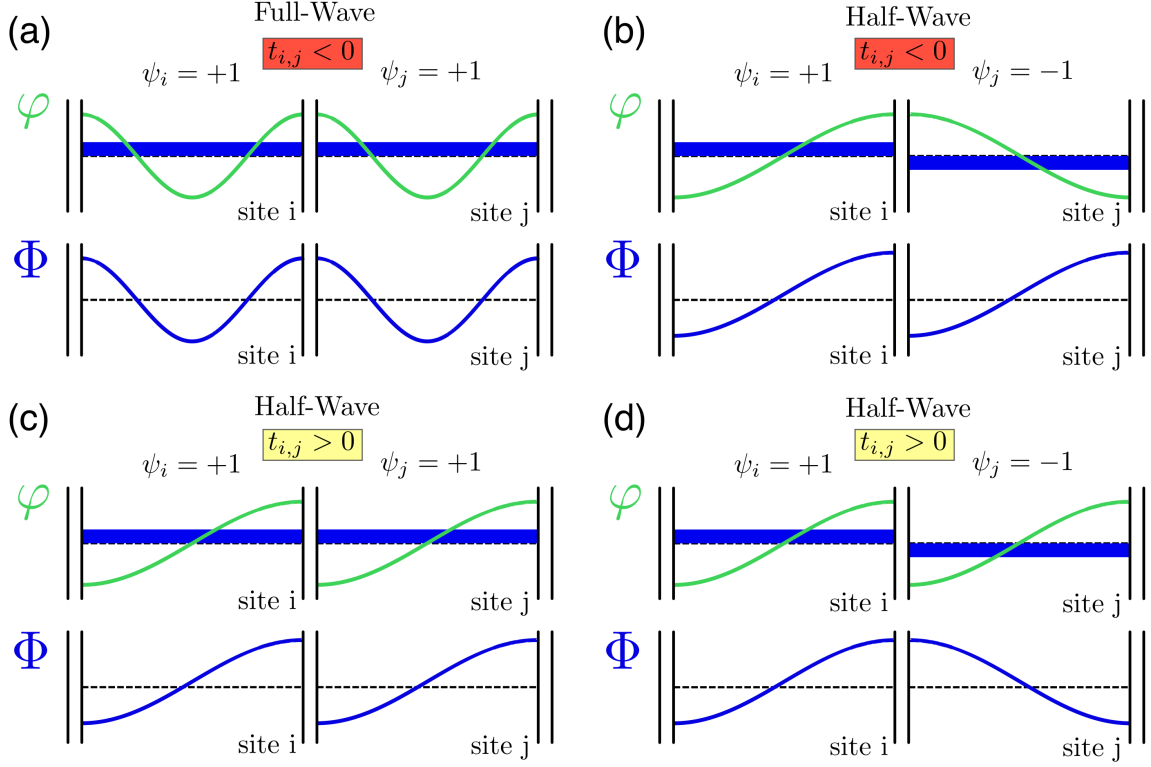 (a)
Full-Wave
t_{i,j} < 0
ψ_i = +1
ψ_j = +1
φ
site i
site j
Φ
site i
site j
(b)
Half-Wave
t_{i,j} < 0
ψ_i = +1
ψ_j = −1
φ
site i
site j
Φ
site i
site j
(c)
Half-Wave
t_{i,j} > 0
ψ_i = +1
ψ_j = +1
φ
site i
site j
Φ
site i
site j
(d)
Half-Wave
t_{i,j} > 0
ψ_i = +1
ψ_j = −1
φ
site i
site j
Φ
site i
site j